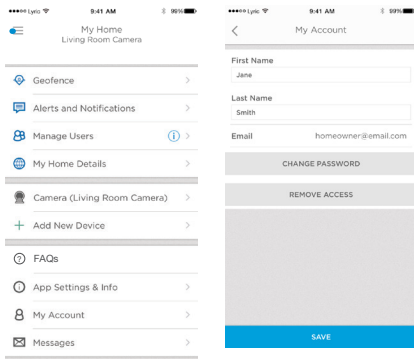 ●●●●○ Lyric 9:41 AM 99%
My Home
Living Room Camera
Geofence
Alerts and Notifications
Manage Users
My Home Details
Camera (Living Room Camera)
Add New Device
FAQs
App Settings & Info
My Account
Messages
●●●●○ Lyric 9:41 AM 99%
My Account
First Name
Jane
Last Name
Smith
Email homeowner@email.com
CHANGE PASSWORD
REMOVE ACCESS
SAVE